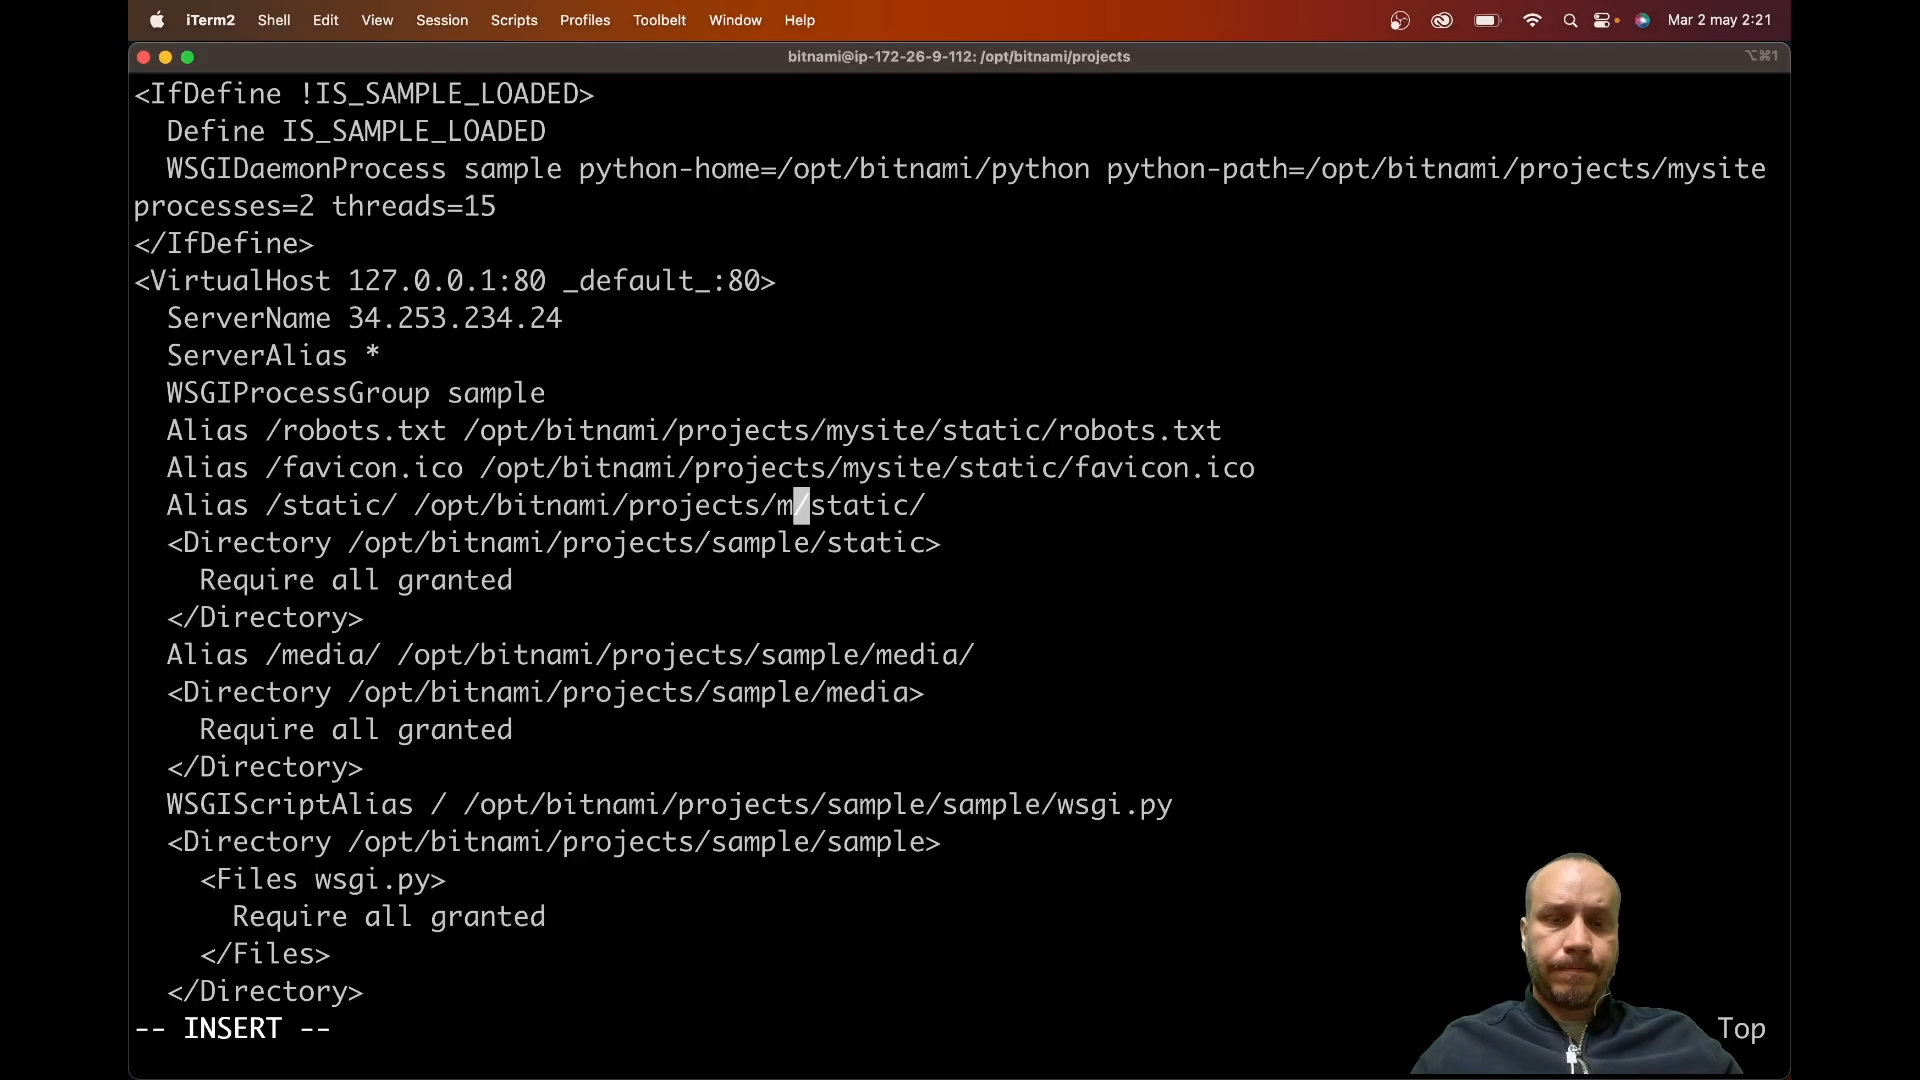 iTerm2 Shell Edit View Session Scripts Profiles Toolbelt Window Help Mar 2 may 2:21
bitnami@ip-172-26-9-112: /opt/bitnami/projects ⌥⌘1
<IfDefine !IS_SAMPLE_LOADED>
  Define IS_SAMPLE_LOADED
  WSGIDaemonProcess sample python-home=/opt/bitnami/python python-path=/opt/bitnami/projects/mysite
processes=2 threads=15
</IfDefine>
<VirtualHost 127.0.0.1:80 _default_:80>
  ServerName 34.253.234.24
  ServerAlias *
  WSGIProcessGroup sample
  Alias /robots.txt /opt/bitnami/projects/mysite/static/robots.txt
  Alias /favicon.ico /opt/bitnami/projects/mysite/static/favicon.ico
  Alias /static/ /opt/bitnami/projects/m/static/
  <Directory /opt/bitnami/projects/sample/static>
    Require all granted
  </Directory>
  Alias /media/ /opt/bitnami/projects/sample/media/
  <Directory /opt/bitnami/projects/sample/media>
    Require all granted
  </Directory>
  WSGIScriptAlias / /opt/bitnami/projects/sample/sample/wsgi.py
  <Directory /opt/bitnami/projects/sample/sample>
    <Files wsgi.py>
      Require all granted
    </Files>
  </Directory>
-- INSERT -- Top